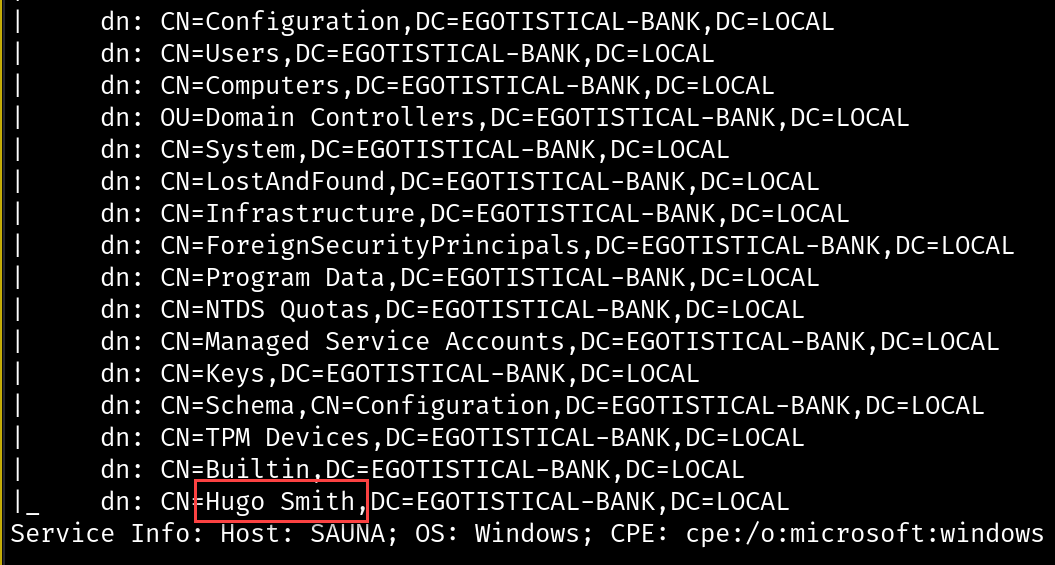 |     dn: CN=Configuration,DC=EGOTISTICAL-BANK,DC=LOCAL
|     dn: CN=Users,DC=EGOTISTICAL-BANK,DC=LOCAL
|     dn: CN=Computers,DC=EGOTISTICAL-BANK,DC=LOCAL
|     dn: OU=Domain Controllers,DC=EGOTISTICAL-BANK,DC=LOCAL
|     dn: CN=System,DC=EGOTISTICAL-BANK,DC=LOCAL
|     dn: CN=LostAndFound,DC=EGOTISTICAL-BANK,DC=LOCAL
|     dn: CN=Infrastructure,DC=EGOTISTICAL-BANK,DC=LOCAL
|     dn: CN=ForeignSecurityPrincipals,DC=EGOTISTICAL-BANK,DC=LOCAL
|     dn: CN=Program Data,DC=EGOTISTICAL-BANK,DC=LOCAL
|     dn: CN=NTDS Quotas,DC=EGOTISTICAL-BANK,DC=LOCAL
|     dn: CN=Managed Service Accounts,DC=EGOTISTICAL-BANK,DC=LOCAL
|     dn: CN=Keys,DC=EGOTISTICAL-BANK,DC=LOCAL
|     dn: CN=Schema,CN=Configuration,DC=EGOTISTICAL-BANK,DC=LOCAL
|     dn: CN=TPM Devices,DC=EGOTISTICAL-BANK,DC=LOCAL
|     dn: CN=Builtin,DC=EGOTISTICAL-BANK,DC=LOCAL
|_    dn: CN=Hugo Smith,DC=EGOTISTICAL-BANK,DC=LOCAL
Service Info: Host: SAUNA; OS: Windows; CPE: cpe:/o:microsoft:windows